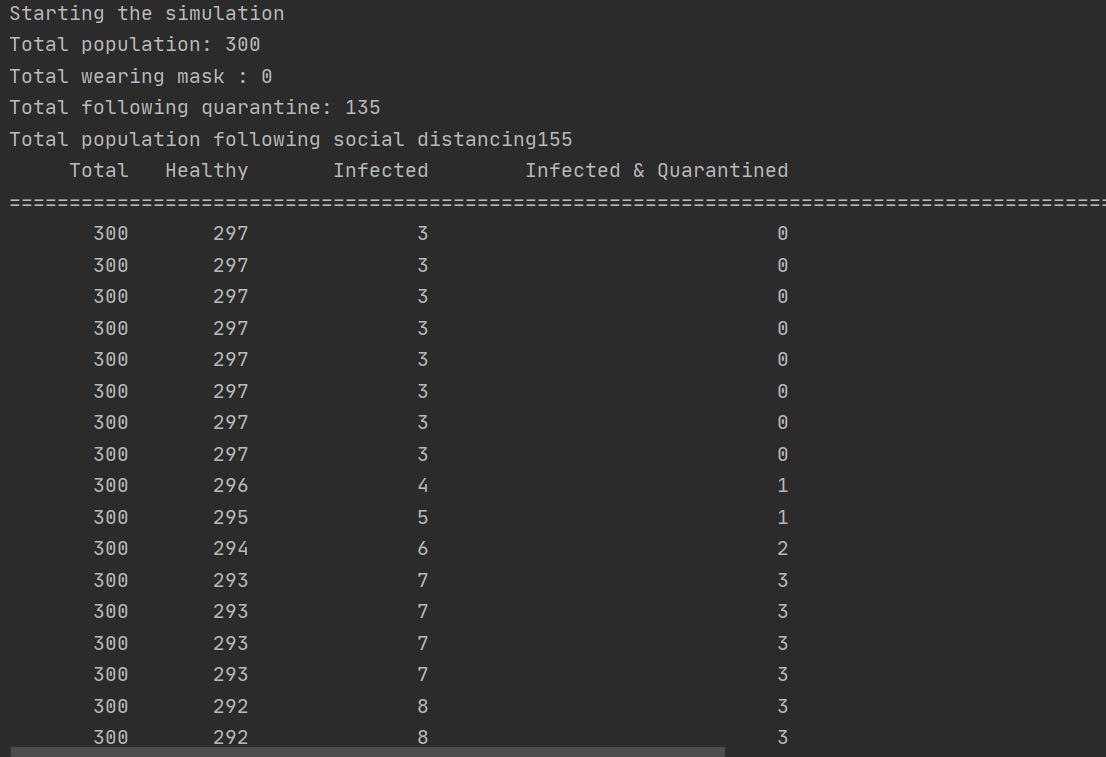 Starting the simulation
Total population: 300
Total wearing mask : 0
Total following quarantine: 135
Total population following social distancing155
Total Healthy Infected Infected & Quarantined
============================================================================================
300 297 3 0
300 297 3 0
300 297 3 0
300 297 3 0
300 297 3 0
300 297 3 0
300 297 3 0
300 297 3 0
300 296 4 1
300 295 5 1
300 294 6 2
300 293 7 3
300 293 7 3
300 293 7 3
300 293 7 3
300 292 8 3
300 292 8 3